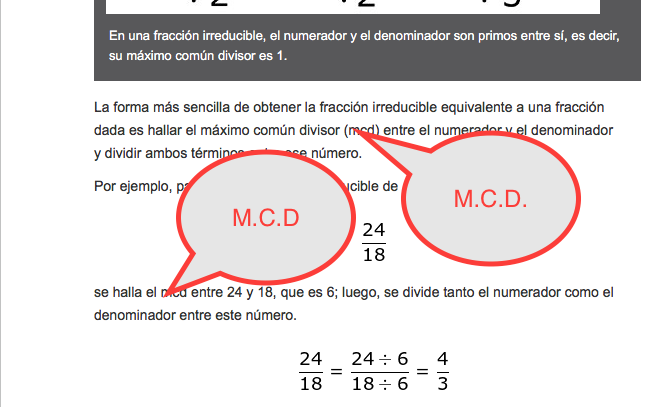 En una fracción irreducible, el numerador y el denominador son primos entre sí, es decir,
su máximo común divisor es 1.
La forma más sencilla de obtener la fracción irreducible equivalente a una fracción
dada es hallar el máximo común divisor (mcd) entre el numerador y el denominador
y dividir ambos términos ese número.
Por ejemplo, de
M.C.D
M.C.D.
24
18
se halla el mcd entre 24 y 18, que es 6; luego, se divide tanto el numerador como el
denominador entre este número.
24/18 = 24 ÷ 6/18 ÷ 6 = 4/3